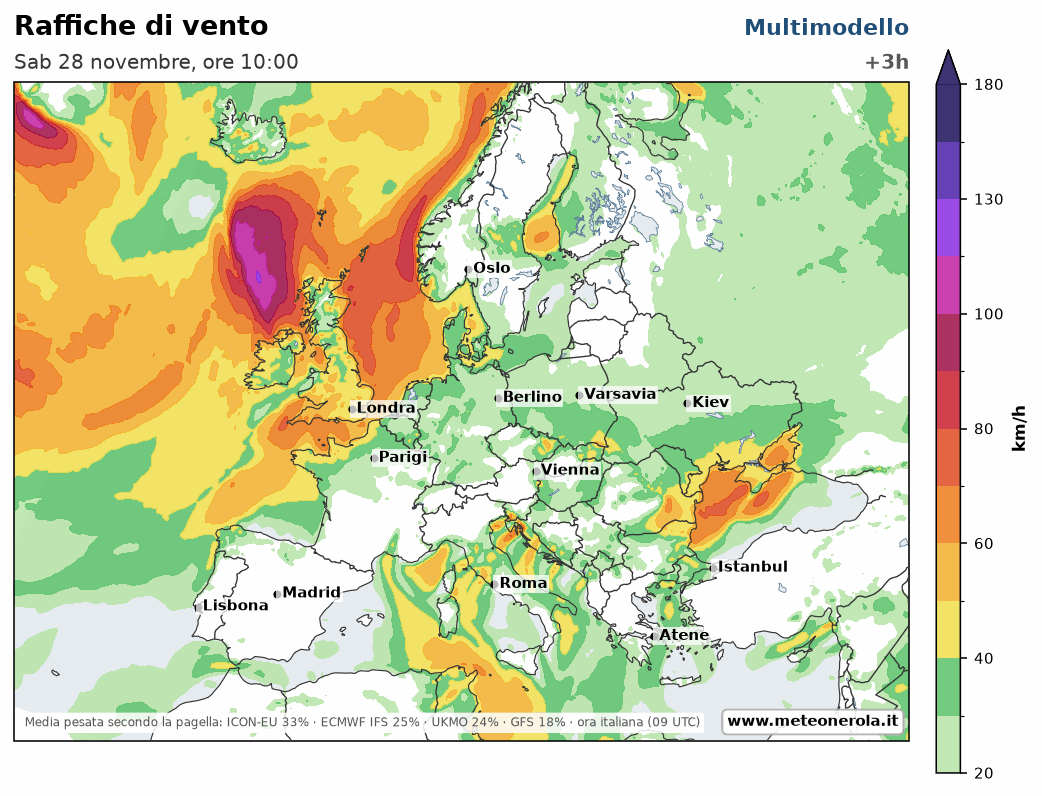 Raffiche di vento
Multimodello
Sab 28 novembre, ore 10:00
+3h
180
130
100
80
60
40
20
km/h
Oslo
Berlino
Varsavia
Kiev
Londra
Parigi
Vienna
Istanbul
Roma
Madrid
Lisbona
Atene
Media pesata secondo la pagella: ICON-EU 33% · ECMWF IFS 25% · UKMO 24% · GFS 18% · ora italiana (09 UTC)
www.meteonerola.it